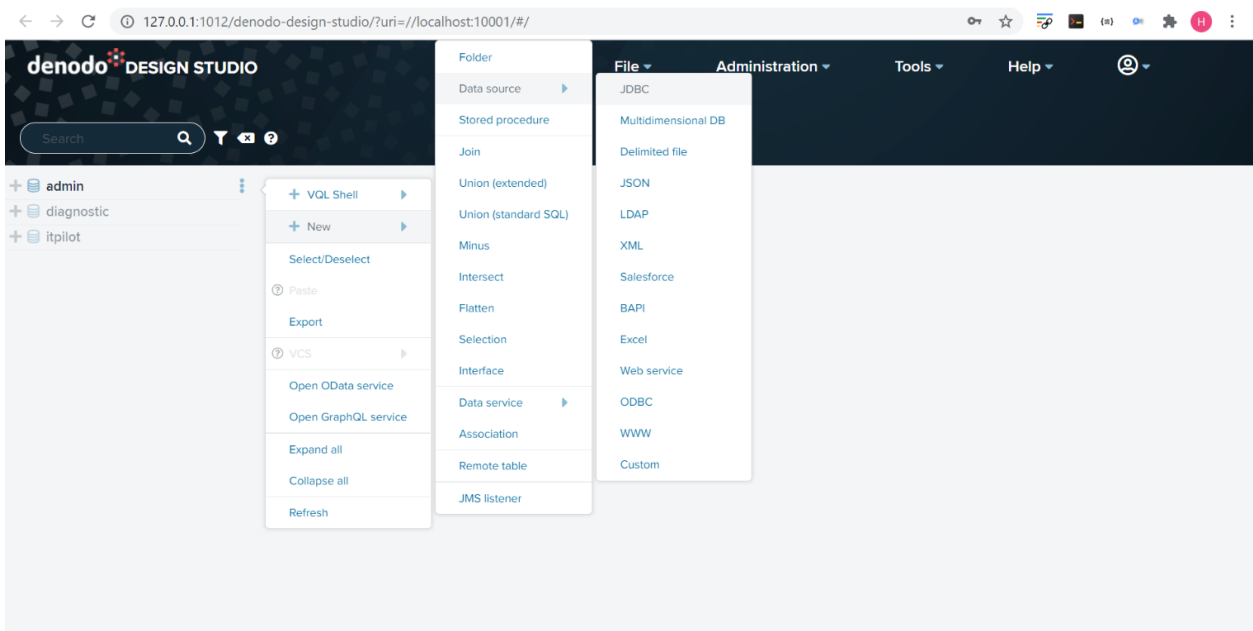 127.0.0.1:1012/denodo-design-studio/?uri=//localhost:10001/#/
H
denodo DESIGN STUDIO
File
Administration
Tools
Help
Search
admin
diagnostic
itpilot
VQL Shell
New
Select/Deselect
Paste
Export
VCS
Open OData service
Open GraphQL service
Expand all
Collapse all
Refresh
Folder
Data source
Stored procedure
Join
Union (extended)
Union (standard SQL)
Minus
Intersect
Flatten
Selection
Interface
Data service
Association
Remote table
JMS listener
JDBC
Multidimensional DB
Delimited file
JSON
LDAP
XML
Salesforce
BAPI
Excel
Web service
ODBC
WWW
Custom